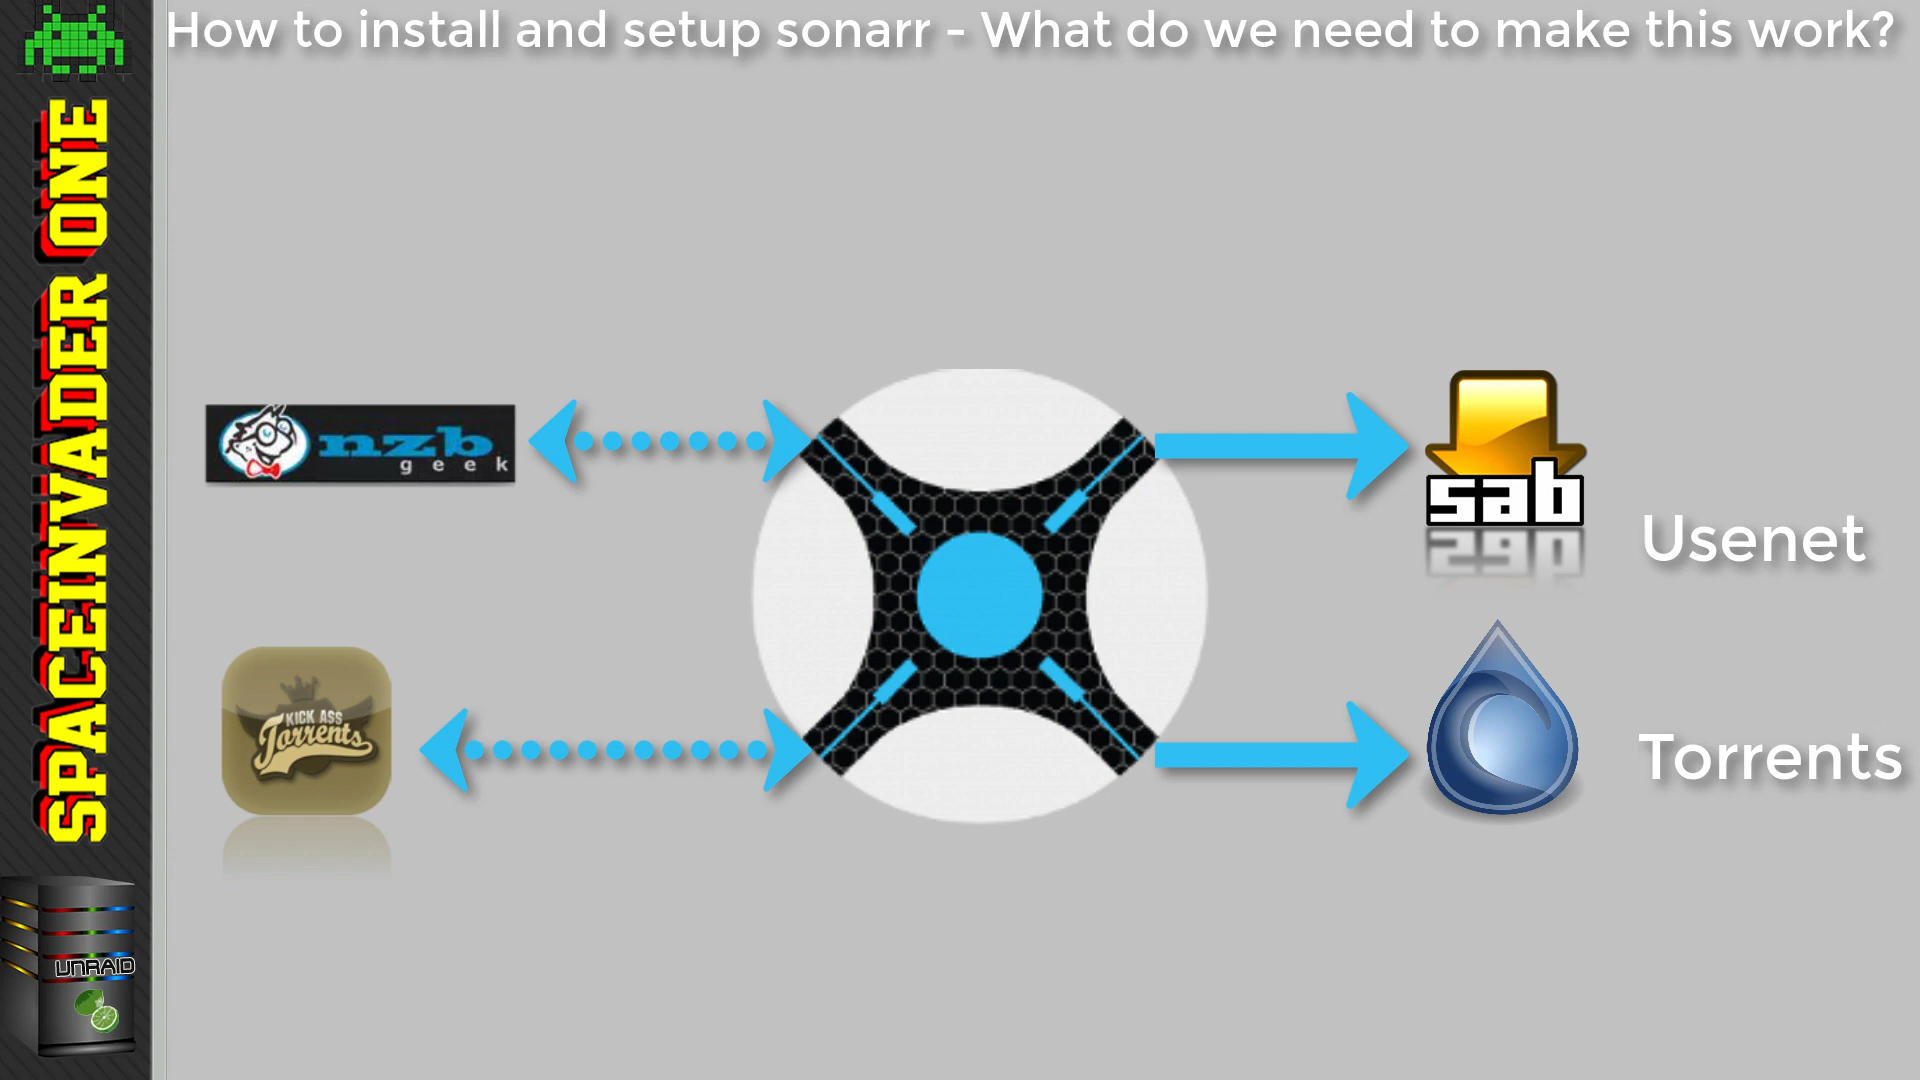 How to install and setup sonarr - What do we need to make this work?
SPACEINVADER ONE
nzb
geek
sab
Usenet
KICK ASS
Torrents
Torrents
UNRAID